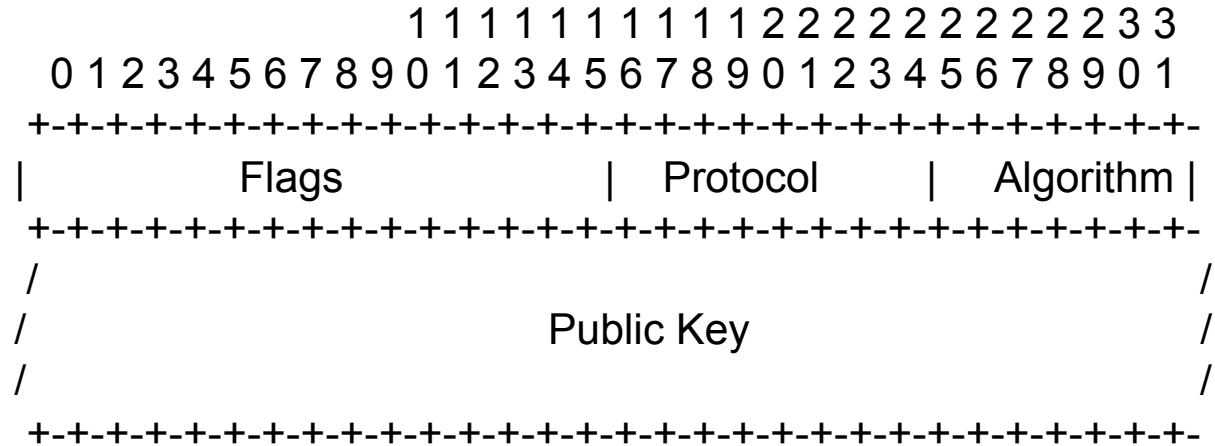 1 1 1 1 1 1 1 1 1 1 2 2 2 2 2 2 2 2 2 2 3 3
0 1 2 3 4 5 6 7 8 9 0 1 2 3 4 5 6 7 8 9 0 1 2 3 4 5 6 7 8 9 0 1
+-+-+-+-+-+-+-+-+-+-+-+-+-+-+-+-+-+-+-+-+-+-+-+-+-+-+-+-+-+-
| Flags | Protocol | Algorithm |
+-+-+-+-+-+-+-+-+-+-+-+-+-+-+-+-+-+-+-+-+-+-+-+-+-+-+-+-+-+-
/ /
/ Public Key /
/ /
+-+-+-+-+-+-+-+-+-+-+-+-+-+-+-+-+-+-+-+-+-+-+-+-+-+-+-+-+-+-